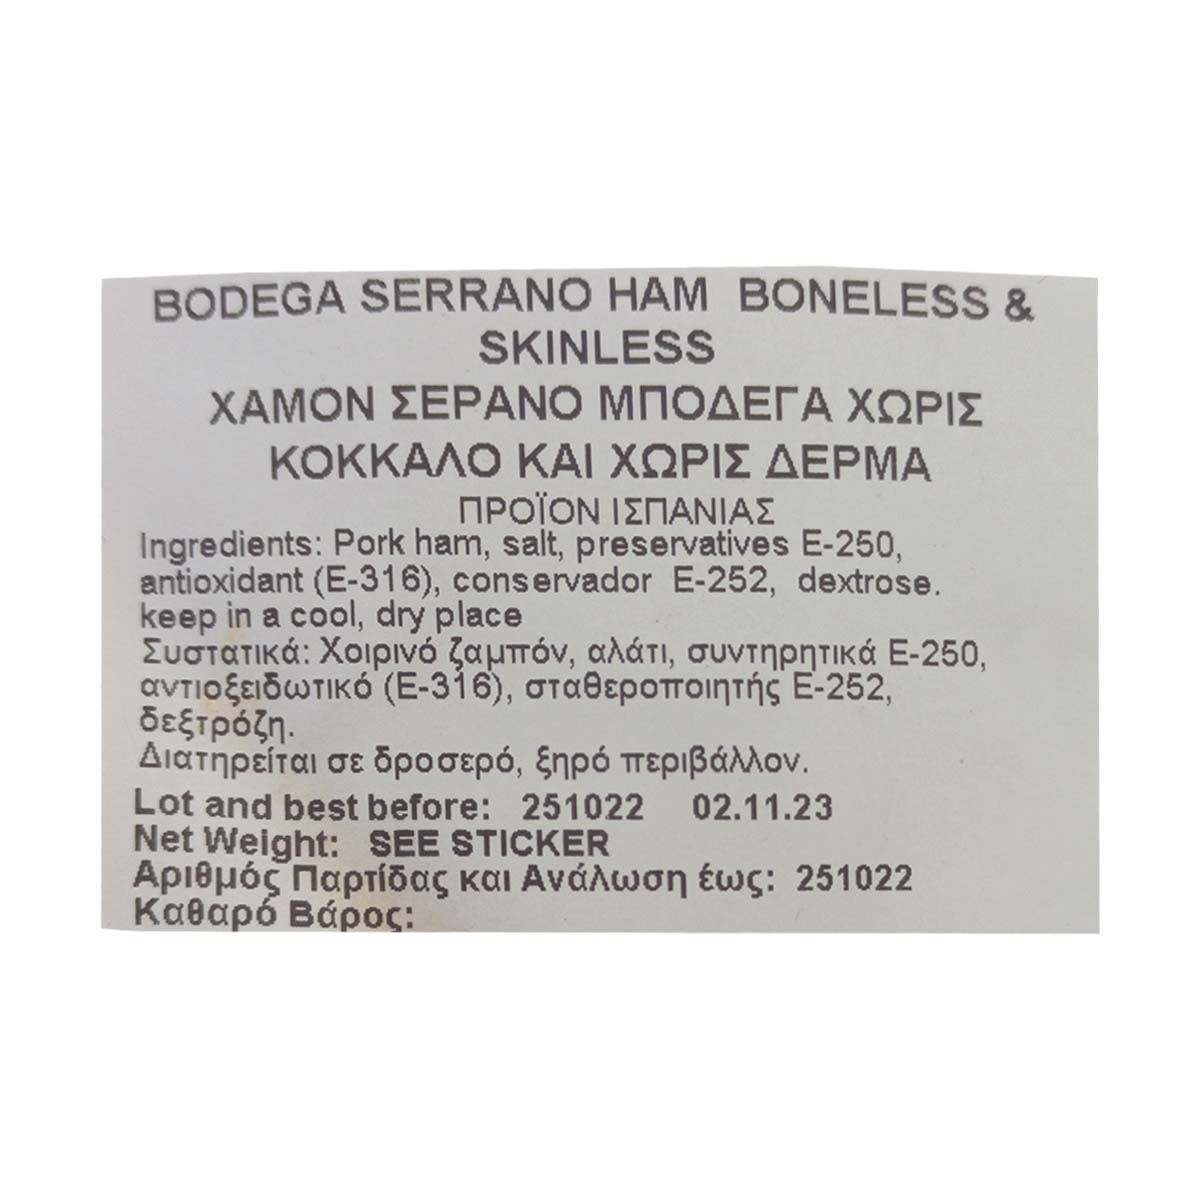 BODEGA SERRANO HAM BONELESS &
SKINLESS
ΧΑΜΟΝ ΣΕΡΑΝΟ ΜΠΟΔΕΓΑ ΧΩΡΙΣ
ΚΟΚΚΑΛΟ ΚΑΙ ΧΩΡΙΣ ΔΕΡΜΑ
ΠΡΟΪΟΝ ΙΣΠΑΝΙΑΣ
Ingredients: Pork ham, salt, preservatives E-250,
antioxidant (E-316), conservador E-252, dextrose.
keep in a cool, dry place
Συστατικά: Χοιρινό ζαμπόν, αλάτι, συντηρητικά E-250,
αντιοξειδωτικό (E-316), σταθεροποιητής E-252,
δεξτρόζη.
Διατηρείται σε δροσερό, ξηρό περιβάλλον.
Lot and best before: 251022 02.11.23
Net Weight: SEE STICKER
Αριθμός Παρτίδας και Ανάλωση έως: 251022
Καθαρό Βάρος: